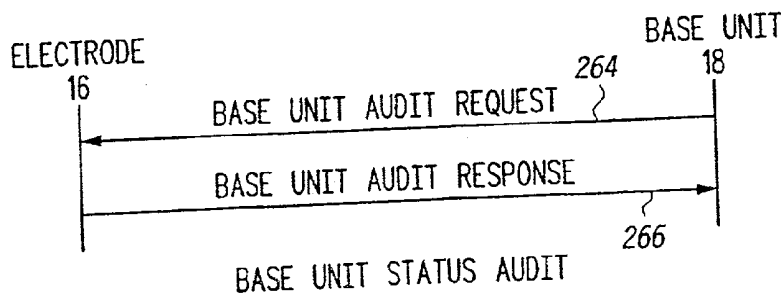 ELECTRODE
16
BASE UNIT
18
264
BASE UNIT AUDIT REQUEST
BASE UNIT AUDIT RESPONSE
266
BASE UNIT STATUS AUDIT